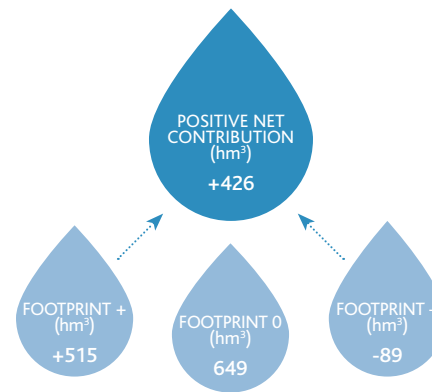 POSITIVE NET
CONTRIBUTION
(hm³)
+426
FOOTPRINT +
(hm³)
+515
FOOTPRINT 0
(hm³)
649
FOOTPRINT -
(hm³)
-89